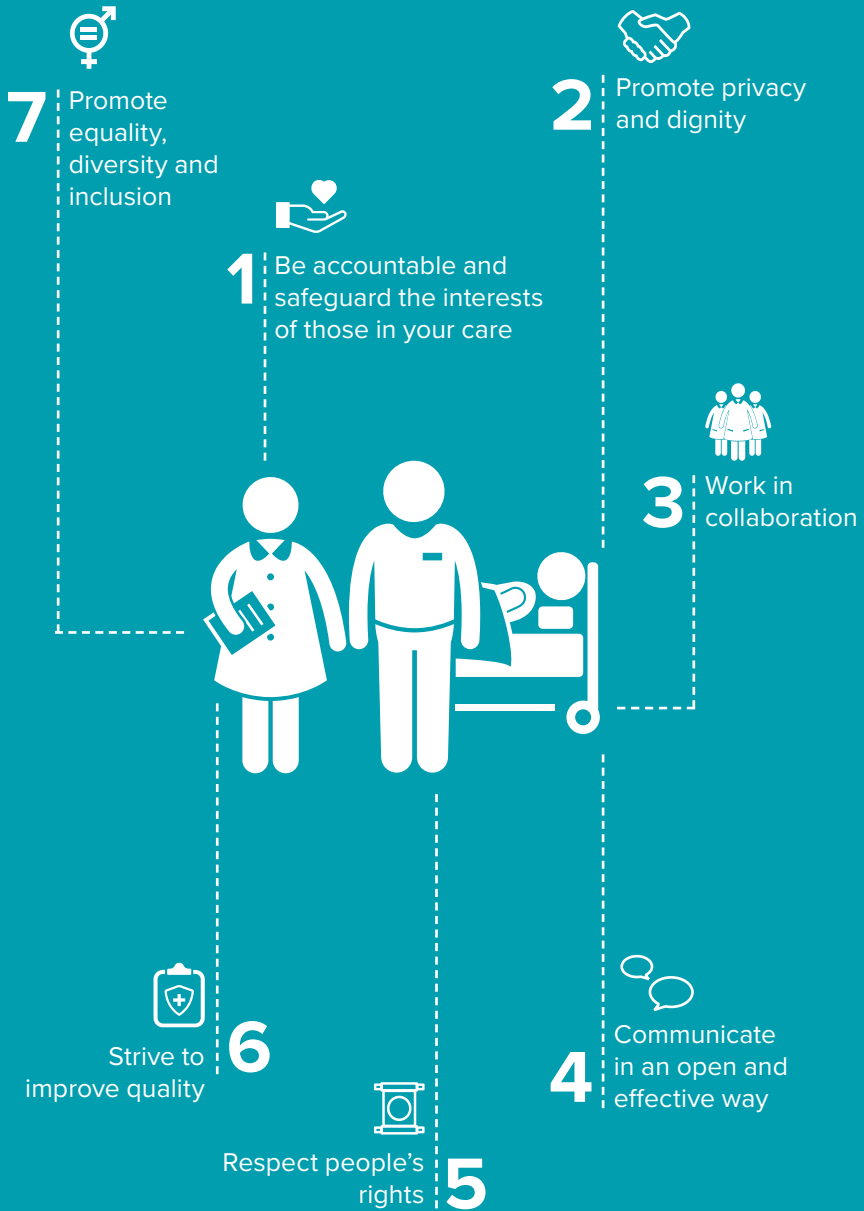 7
Promote
equality,
diversity and
inclusion
2
Promote privacy
and dignity
1
Be accountable and
safeguard the interests
of those in your care
3
Work in
collaboration
6
Strive to
improve quality
4
Communicate
in an open and
effective way
5
Respect people’s
rights